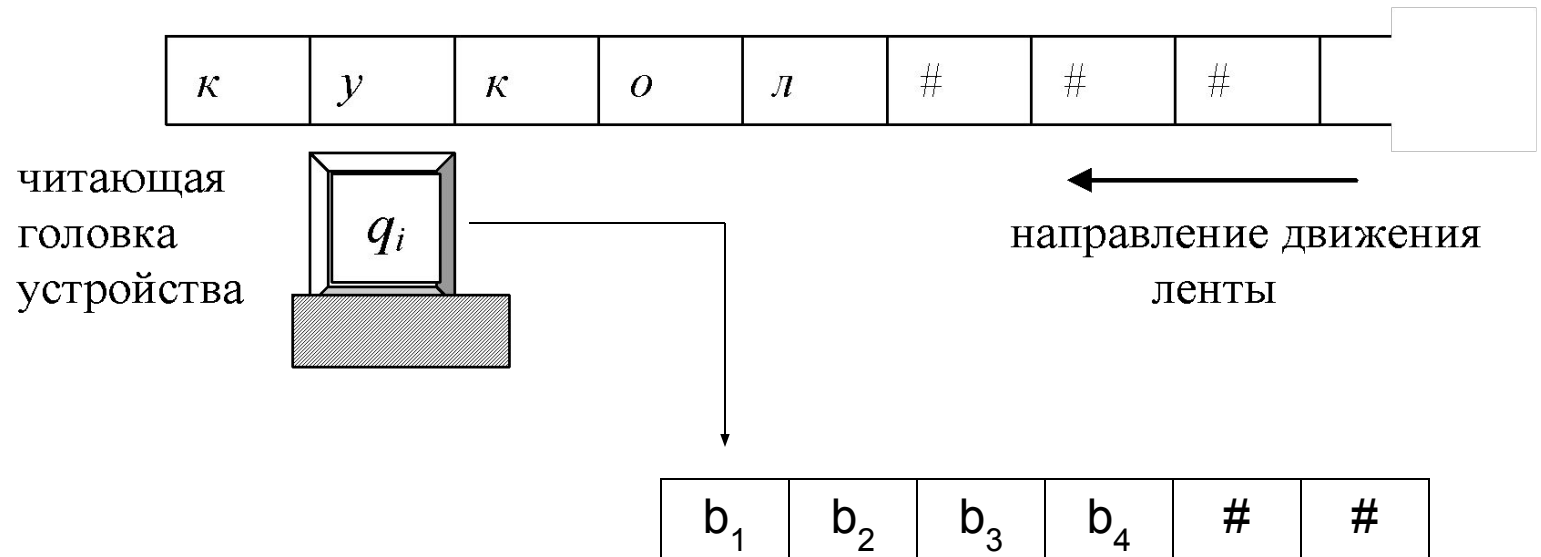 к у к о л # # #
читающая
головка
устройства
qi
направление движения
ленты
b1 b2 b3 b4 # #